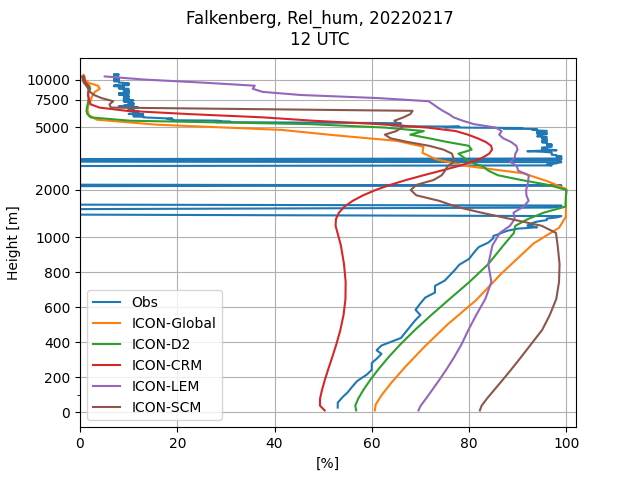 Falkenberg, Rel_hum, 20220217
12 UTC
10000
7500
5000
2000
1000
800
600
400
200
0
Height [m]
Obs
ICON-Global
ICON-D2
ICON-CRM
ICON-LEM
ICON-SCM
0 20 40 60 80 100
[%]